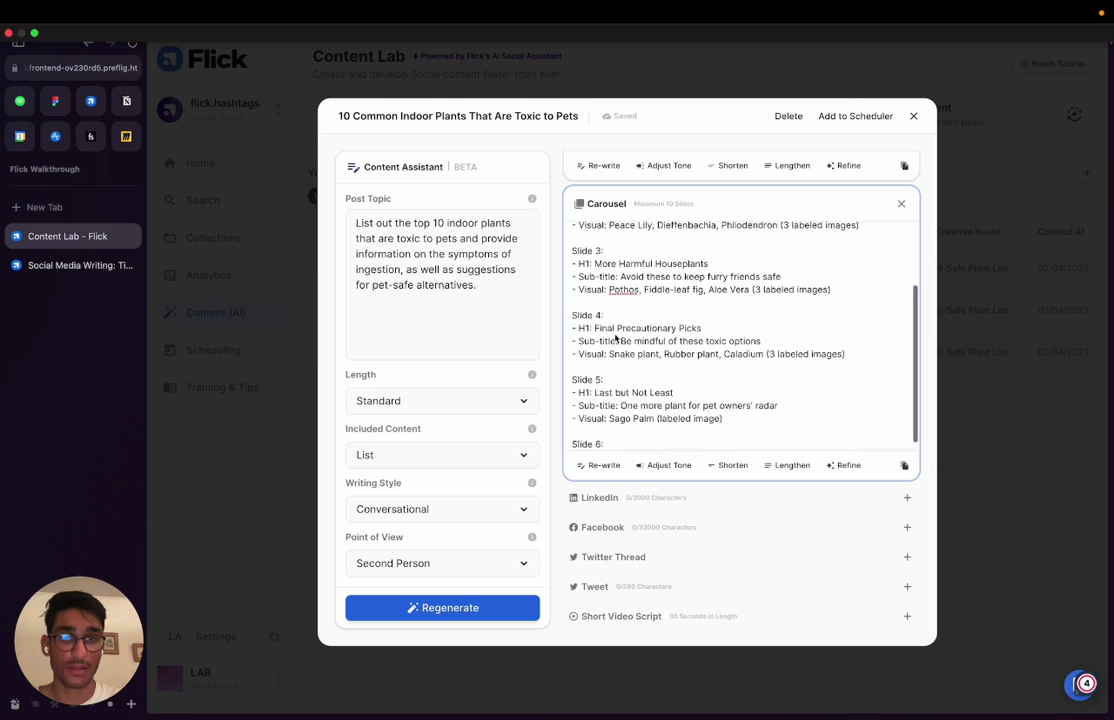 frontend-ov230rd5.preflig.ht
Flick Walkthrough
New Tab
Content Lab - Flick
Social Media Writing: Ti...
Flick
flick.hashtags
Home
Search
Collections
Analytics
Content (AI)
Scheduling
Training & Tips
LA Settings
LAB
Content Lab
Powered by Flick's AI Social Assistant
Create and develop Social content faster than ever.
Watch Tutorial
10 Common Indoor Plants That Are Toxic to Pets
Saved
Delete
Add to Scheduler
Content Assistant | BETA
Post Topic
List out the top 10 indoor plants
that are toxic to pets and provide
information on the symptoms of
ingestion, as well as suggestions
for pet-safe alternatives.
Length
Standard
Included Content
List
Writing Style
Conversational
Point of View
Second Person
Regenerate
Re-write Adjust Tone Shorten Lengthen Refine
Carousel Maximum 10 Slides
- Visual: Peace Lily, Dieffenbachia, Philodendron (3 labeled images)
Slide 3:
- H1: More Harmful Houseplants
- Sub-title: Avoid these to keep furry friends safe
- Visual: Pothos, Fiddle-leaf fig, Aloe Vera (3 labeled images)
Slide 4:
- H1: Final Precautionary Picks
- Sub-title: Be mindful of these toxic options
- Visual: Snake plant, Rubber plant, Caladium (3 labeled images)
Slide 5:
- H1: Last but Not Least
- Sub-title: One more plant for pet owners' radar
- Visual: Sago Palm (labeled image)
Slide 6:
Re-write Adjust Tone Shorten Lengthen Refine
LinkedIn 0/3000 Characters
Facebook 0/33000 Characters
Twitter Thread
Tweet 0/280 Characters
Short Video Script 30 Seconds in Length
Creative Route
Created At
-Safe Plant List 02/04/2023
-Safe Plant List 02/04/2023
-Safe Plant List 02/04/2023
4